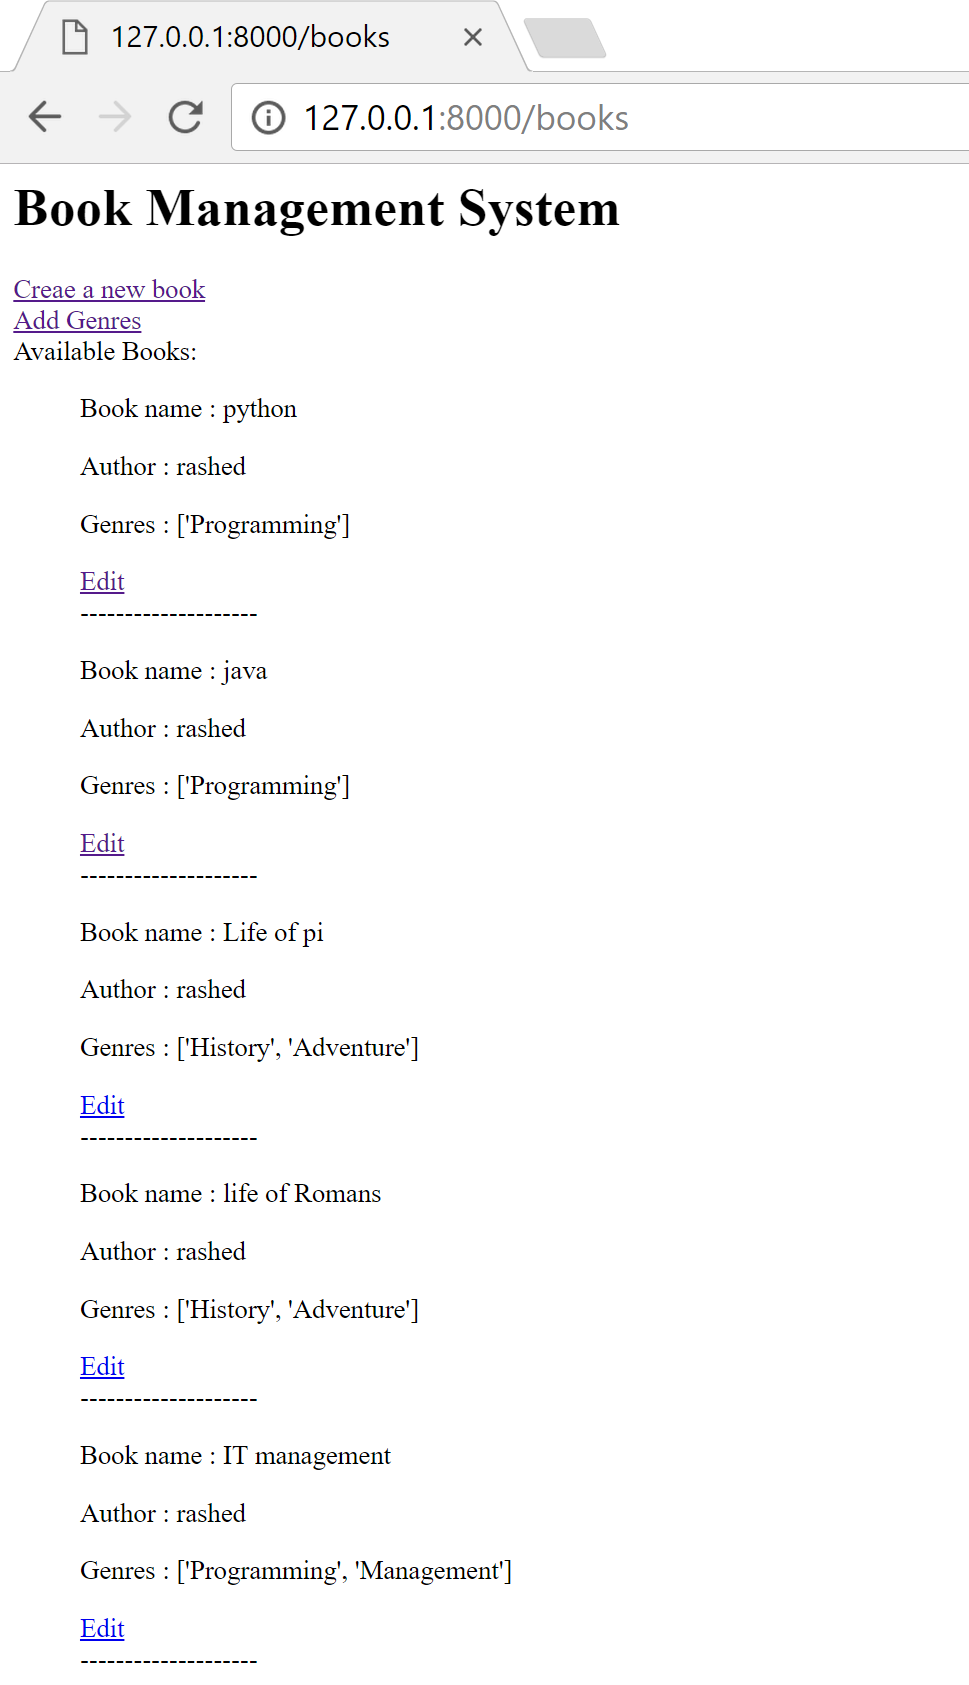 127.0.0.1:8000/books
127.0.0.1:8000/books
Book Management System
Creae a new book
Add Genres
Available Books:
Book name : python
Author : rashed
Genres : ['Programming']
Edit
--------------------
Book name : java
Author : rashed
Genres : ['Programming']
Edit
--------------------
Book name : Life of pi
Author : rashed
Genres : ['History', 'Adventure']
Edit
--------------------
Book name : life of Romans
Author : rashed
Genres : ['History', 'Adventure']
Edit
--------------------
Book name : IT management
Author : rashed
Genres : ['Programming', 'Management']
Edit
--------------------